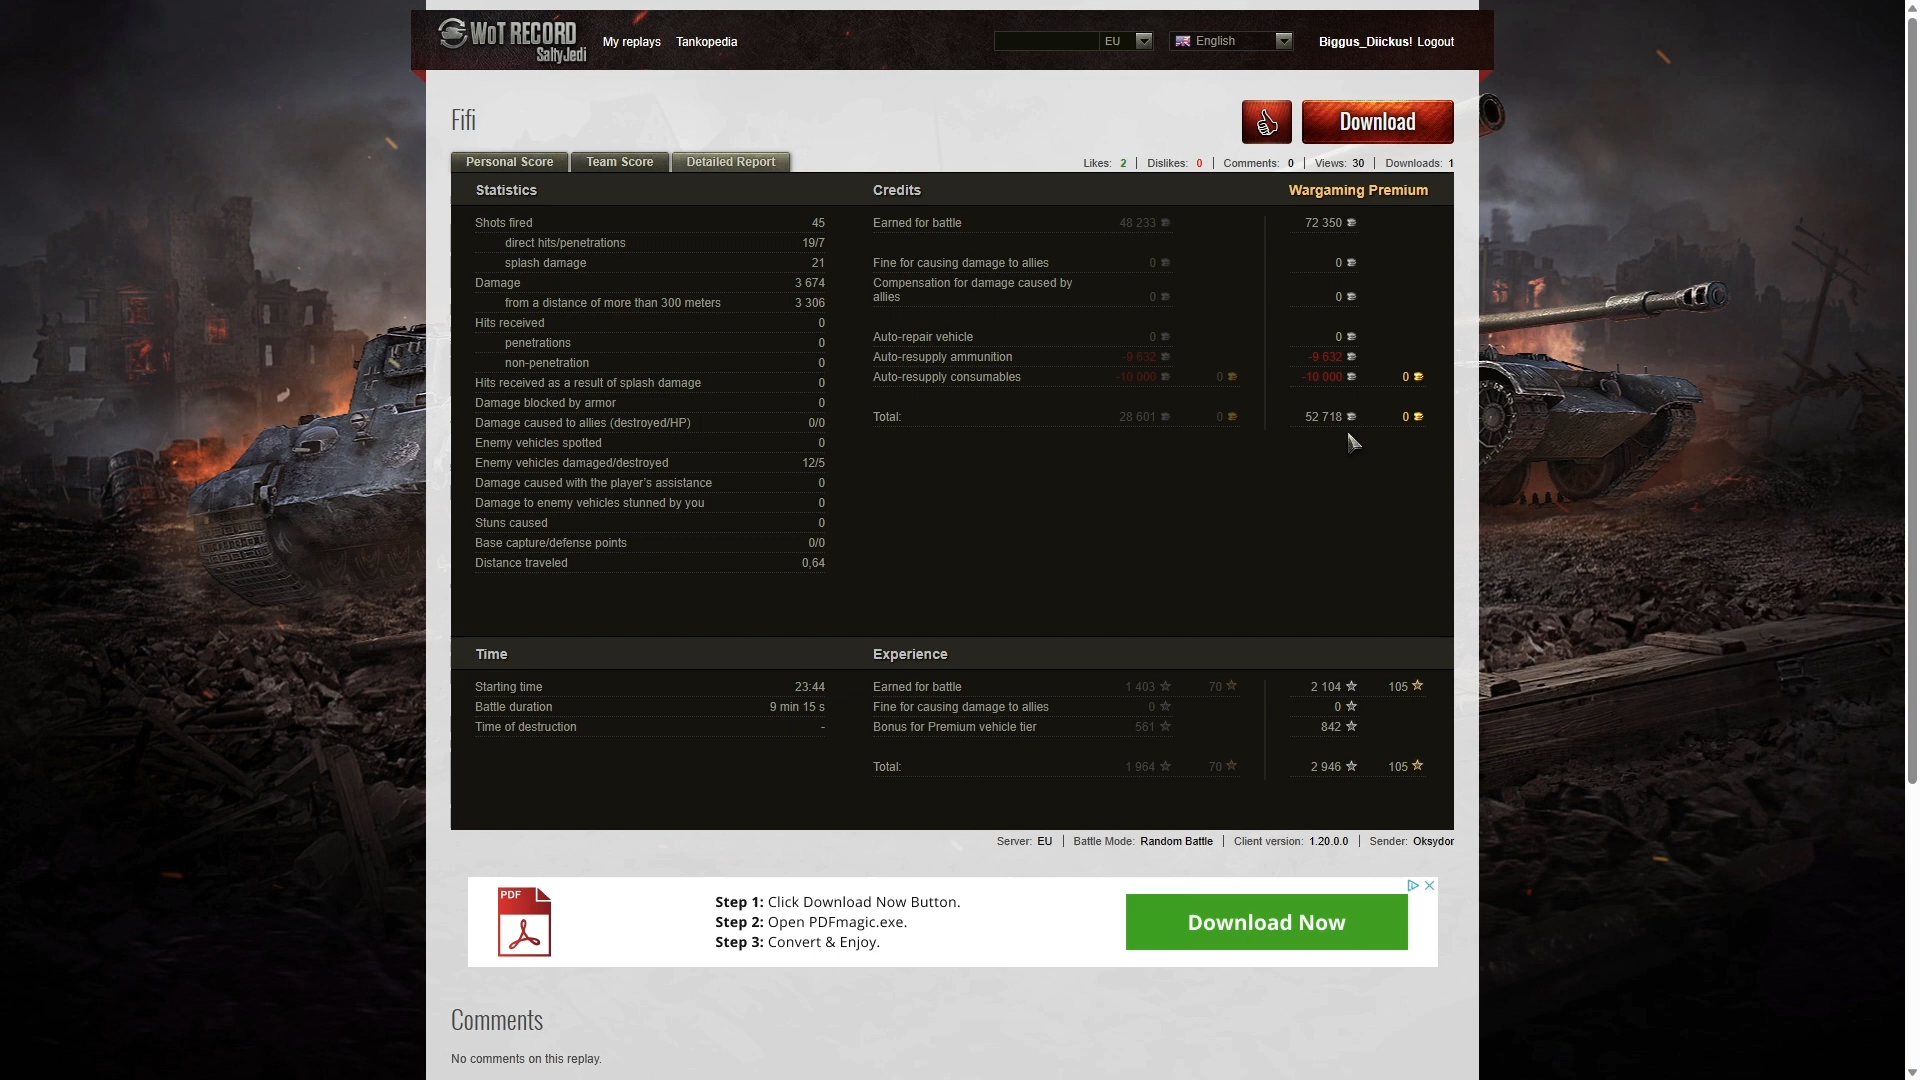 WoT RECORD
SaltyJedi
My replays Tankopedia EU English Biggus_Diickus! Logout
Fifi
Download
Personal Score Team Score Detailed Report Likes: 2 | Dislikes: 0 | Comments: 0 | Views: 30 | Downloads: 1
Statistics Credits Wargaming Premium
Shots fired 45 Earned for battle 48 233 72 350
direct hits/penetrations 19/7
splash damage 21 Fine for causing damage to allies 0 0
Damage 3 674 Compensation for damage caused by
allies 0 0
from a distance of more than 300 meters 3 306
Hits received 0
penetrations 0 Auto-repair vehicle 0 0
non-penetration 0 Auto-resupply ammunition -9 632 -9 632
Hits received as a result of splash damage 0 Auto-resupply consumables -10 000 0 -10 000 0
Damage blocked by armor 0
Damage caused to allies (destroyed/HP) 0/0 Total: 28 601 0 52 718 0
Enemy vehicles spotted 0
Enemy vehicles damaged/destroyed 12/5
Damage caused with the player's assistance 0
Damage to enemy vehicles stunned by you 0
Stuns caused 0
Base capture/defense points 0/0
Distance traveled 0,64
Time Experience
Starting time 23:44 Earned for battle 1 403 70 2 104 105
Battle duration 9 min 15 s Fine for causing damage to allies 0 0
Time of destruction - Bonus for Premium vehicle tier 561 842
Total: 1 964 70 2 946 105
Server: EU | Battle Mode: Random Battle | Client version: 1.20.0.0 | Sender: Oksydor
PDF
Step 1: Click Download Now Button.
Step 2: Open PDFmagic.exe.
Step 3: Convert & Enjoy.
Download Now
Comments
No comments on this replay.